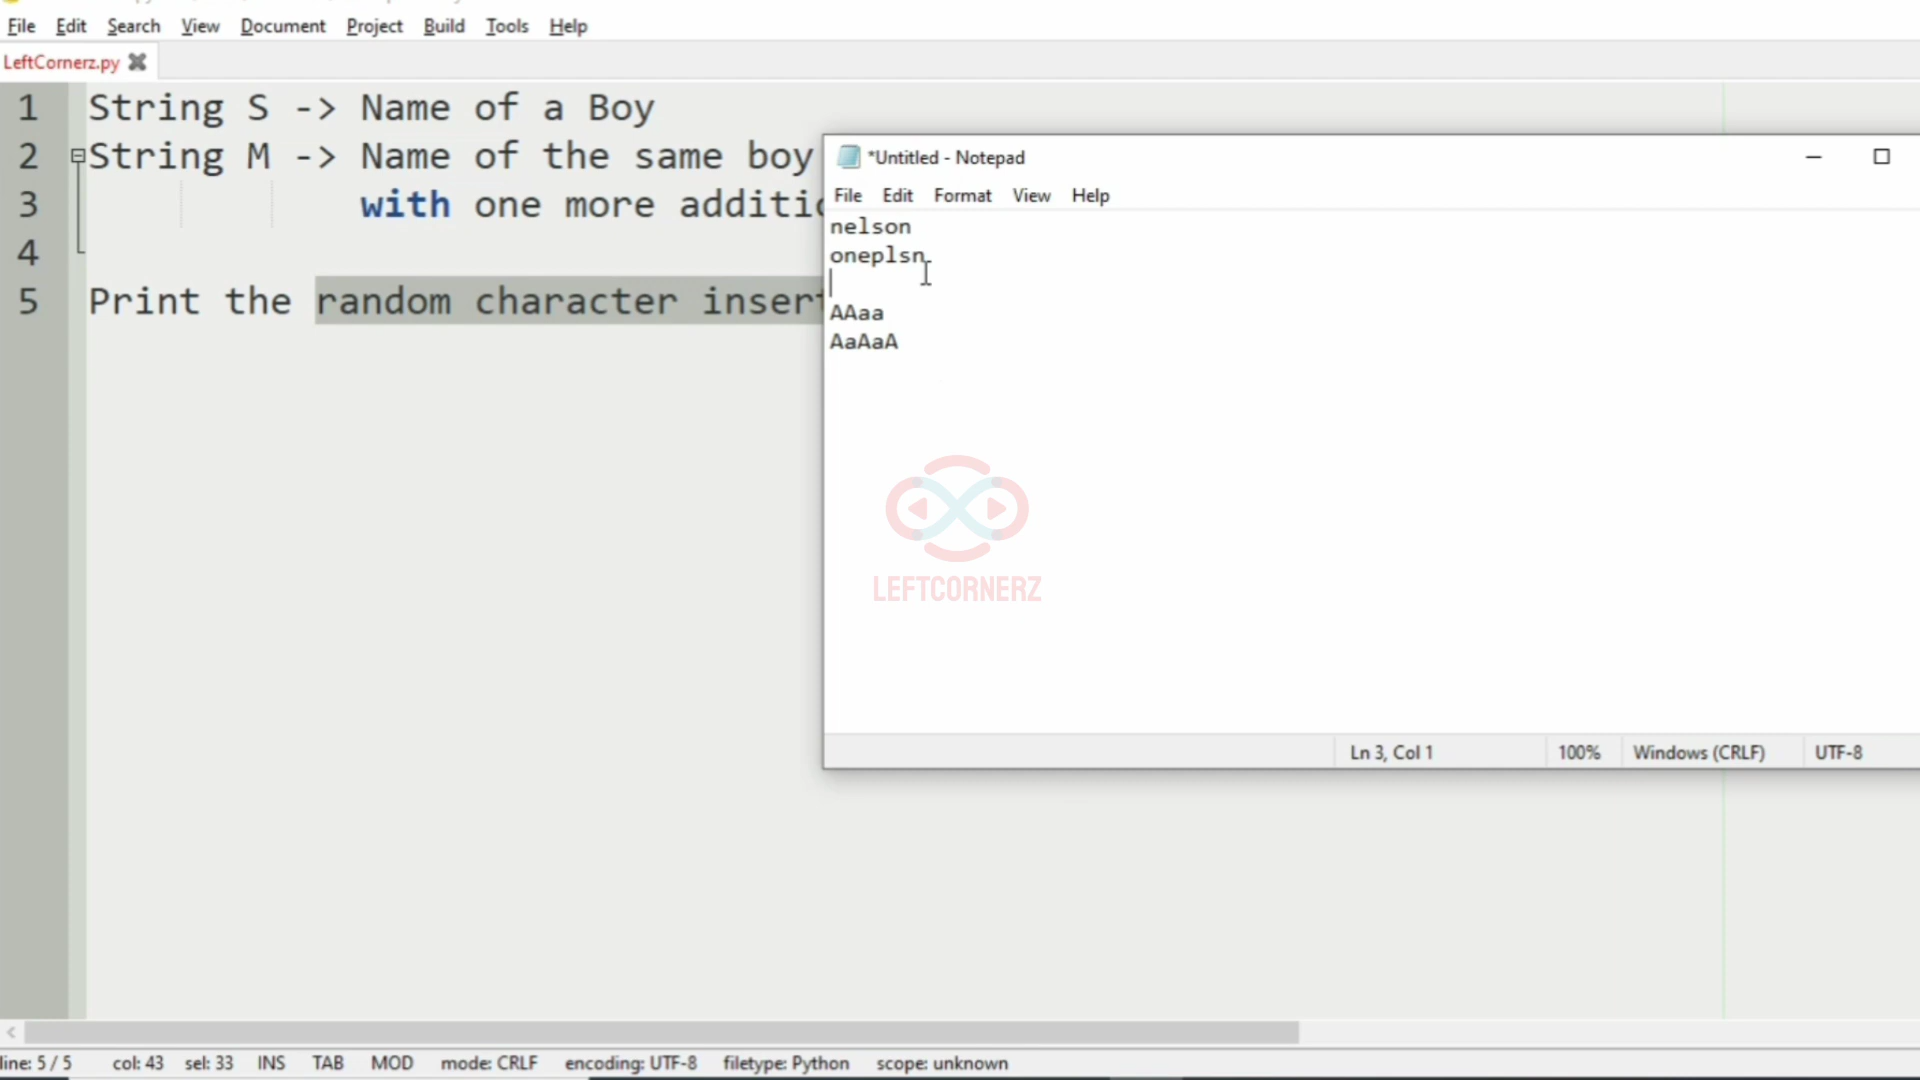 File Edit Search View Document Project Build Tools Help
LeftCornerz.py
1 String S -> Name of a Boy
2 String M -> Name of the same boy
3 with one more additio
4
5 Print the random character insert
*Untitled - Notepad
File Edit Format View Help
nelson
oneplsn
AAaa
AaAaA
LEFTCORNERZ
Ln 3, Col 1 100% Windows (CRLF) UTF-8
line: 5 / 5 col: 43 sel: 33 INS TAB MOD mode: CRLF encoding: UTF-8 filetype: Python scope: unknown